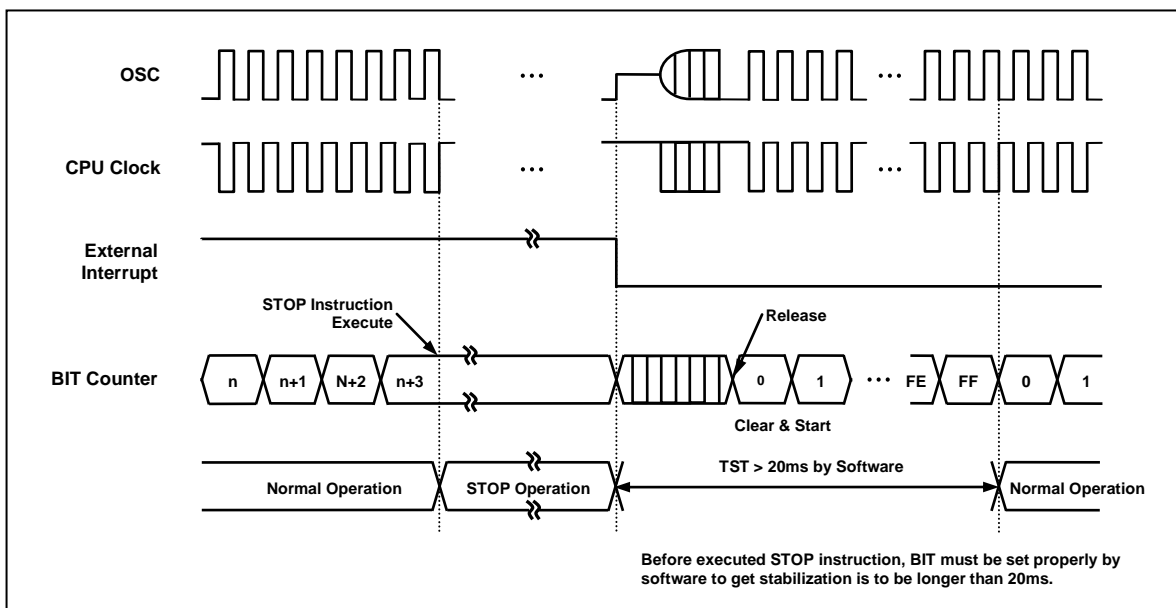 OSC
...
...
CPU Clock
...
...
External
Interrupt
STOP Instruction
Execute
Release
BIT Counter
n
n+1
N+2
n+3
0
1
...
FE
FF
0
1
Clear & Start
TST > 20ms by Software
Normal Operation
STOP Operation
Normal Operation
Before executed STOP instruction, BIT must be set properly by
software to get stabilization is to be longer than 20ms.